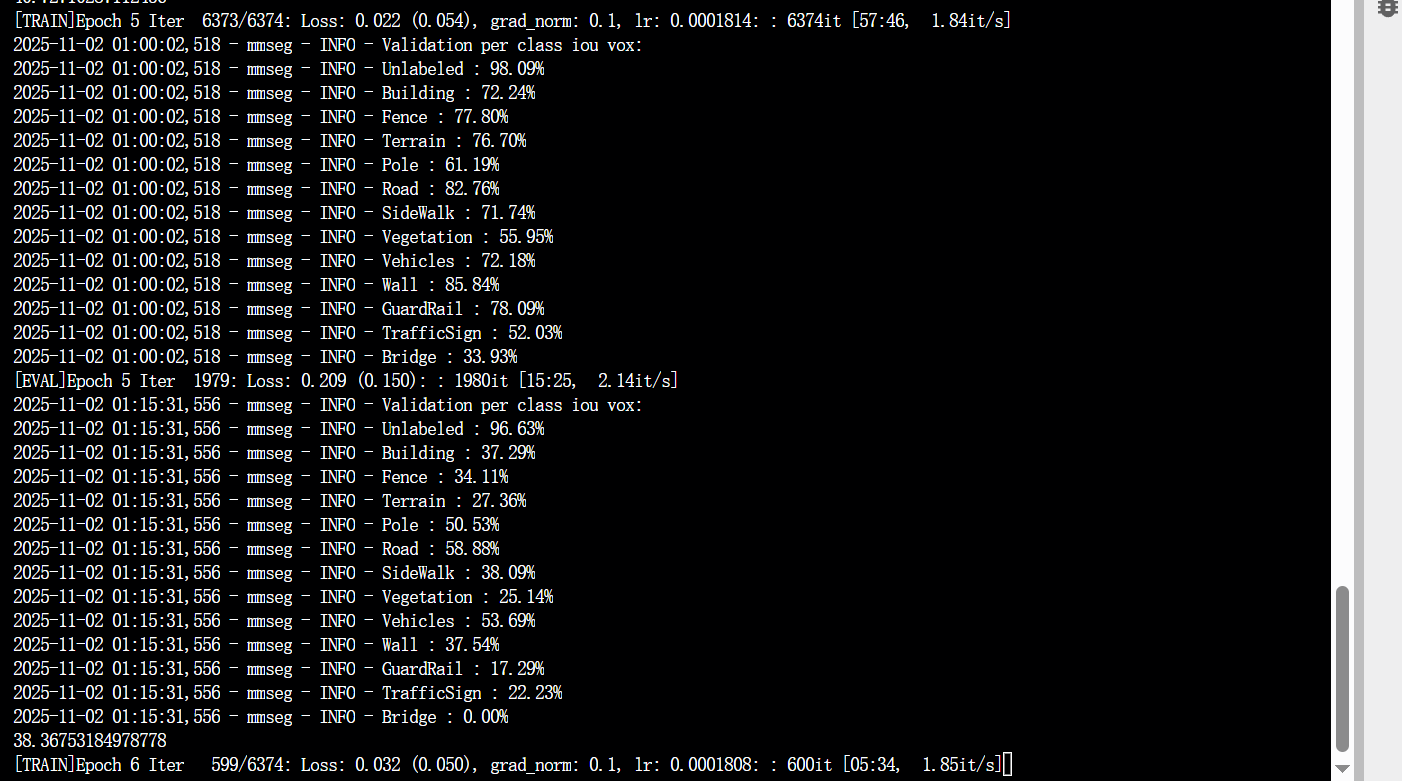 [TRAIN]Epoch 5 Iter  6373/6374: Loss: 0.022 (0.054), grad_norm: 0.1, lr: 0.0001814: : 6374it [57:46,  1.84it/s]
2025-11-02 01:00:02,518 - mmseg - INFO - Validation per class iou vox:
2025-11-02 01:00:02,518 - mmseg - INFO - Unlabeled : 98.09%
2025-11-02 01:00:02,518 - mmseg - INFO - Building : 72.24%
2025-11-02 01:00:02,518 - mmseg - INFO - Fence : 77.80%
2025-11-02 01:00:02,518 - mmseg - INFO - Terrain : 76.70%
2025-11-02 01:00:02,518 - mmseg - INFO - Pole : 61.19%
2025-11-02 01:00:02,518 - mmseg - INFO - Road : 82.76%
2025-11-02 01:00:02,518 - mmseg - INFO - SideWalk : 71.74%
2025-11-02 01:00:02,518 - mmseg - INFO - Vegetation : 55.95%
2025-11-02 01:00:02,518 - mmseg - INFO - Vehicles : 72.18%
2025-11-02 01:00:02,518 - mmseg - INFO - Wall : 85.84%
2025-11-02 01:00:02,518 - mmseg - INFO - GuardRail : 78.09%
2025-11-02 01:00:02,518 - mmseg - INFO - TrafficSign : 52.03%
2025-11-02 01:00:02,518 - mmseg - INFO - Bridge : 33.93%
[EVAL]Epoch 5 Iter  1979: Loss: 0.209 (0.150): : 1980it [15:25,  2.14it/s]
2025-11-02 01:15:31,556 - mmseg - INFO - Validation per class iou vox:
2025-11-02 01:15:31,556 - mmseg - INFO - Unlabeled : 96.63%
2025-11-02 01:15:31,556 - mmseg - INFO - Building : 37.29%
2025-11-02 01:15:31,556 - mmseg - INFO - Fence : 34.11%
2025-11-02 01:15:31,556 - mmseg - INFO - Terrain : 27.36%
2025-11-02 01:15:31,556 - mmseg - INFO - Pole : 50.53%
2025-11-02 01:15:31,556 - mmseg - INFO - Road : 58.88%
2025-11-02 01:15:31,556 - mmseg - INFO - SideWalk : 38.09%
2025-11-02 01:15:31,556 - mmseg - INFO - Vegetation : 25.14%
2025-11-02 01:15:31,556 - mmseg - INFO - Vehicles : 53.69%
2025-11-02 01:15:31,556 - mmseg - INFO - Wall : 37.54%
2025-11-02 01:15:31,556 - mmseg - INFO - GuardRail : 17.29%
2025-11-02 01:15:31,556 - mmseg - INFO - TrafficSign : 22.23%
2025-11-02 01:15:31,556 - mmseg - INFO - Bridge : 0.00%
38.36753184978778
[TRAIN]Epoch 6 Iter   599/6374: Loss: 0.032 (0.050), grad_norm: 0.1, lr: 0.0001808: : 600it [05:34,  1.85it/s]